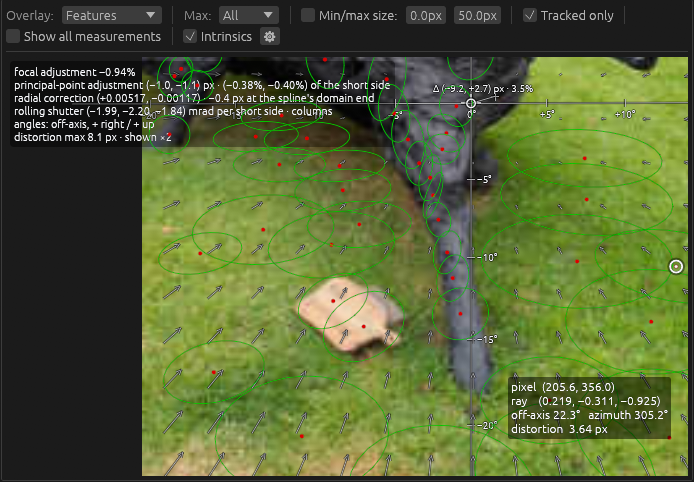 Overlay: Features Max: All Min/max size: 0.0px 50.0px Tracked only
Show all measurements Intrinsics
focal adjustment −0.94%
principal-point adjustment (−1.0, −1.1) px · (−0.38%, −0.40%) of the short side
radial correction (+0.00517, −0.00117) · −0.4 px at the spline's domain end
rolling shutter (−1.99, −2.20, −1.84) mrad per short side · columns
angles: off-axis, + right / + up
distortion max 8.1 px · shown ×2
Δ (−9.2, +2.7) px · 3.5%
−5° +5° +10°
−5°
−10°
−15°
−20°
pixel (205.6, 356.0)
ray (0.219, −0.311, −0.925)
off-axis 22.3° azimuth 305.2°
distortion 3.64 px